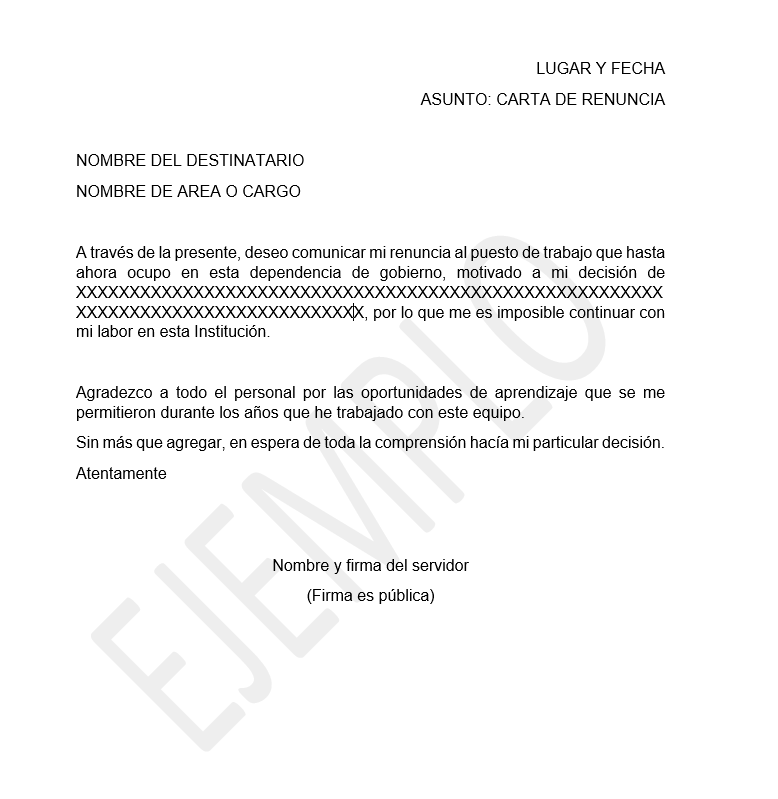 LUGAR Y FECHA
ASUNTO: CARTA DE RENUNCIA
NOMBRE DEL DESTINATARIO
NOMBRE DE AREA O CARGO
A través de la presente, deseo comunicar mi renuncia al puesto de trabajo que hasta
ahora ocupo en esta dependencia de gobierno, motivado a mi decisión de
XXXXXXXXXXXXXXXXXXXXXXXXXXXXXXXXXXXXXXXXXXXXXXXXXXXXXXX
XXXXXXXXXXXXXXXXXXXXXXXXXXX, por lo que me es imposible continuar con
mi labor en esta Institución.
Agradezco a todo el personal por las oportunidades de aprendizaje que se me
permitieron durante los años que he trabajado con este equipo.
Sin más que agregar, en espera de toda la comprensión hacía mi particular decisión.
Atentamente
Nombre y firma del servidor
(Firma es pública)
EJEMPLO